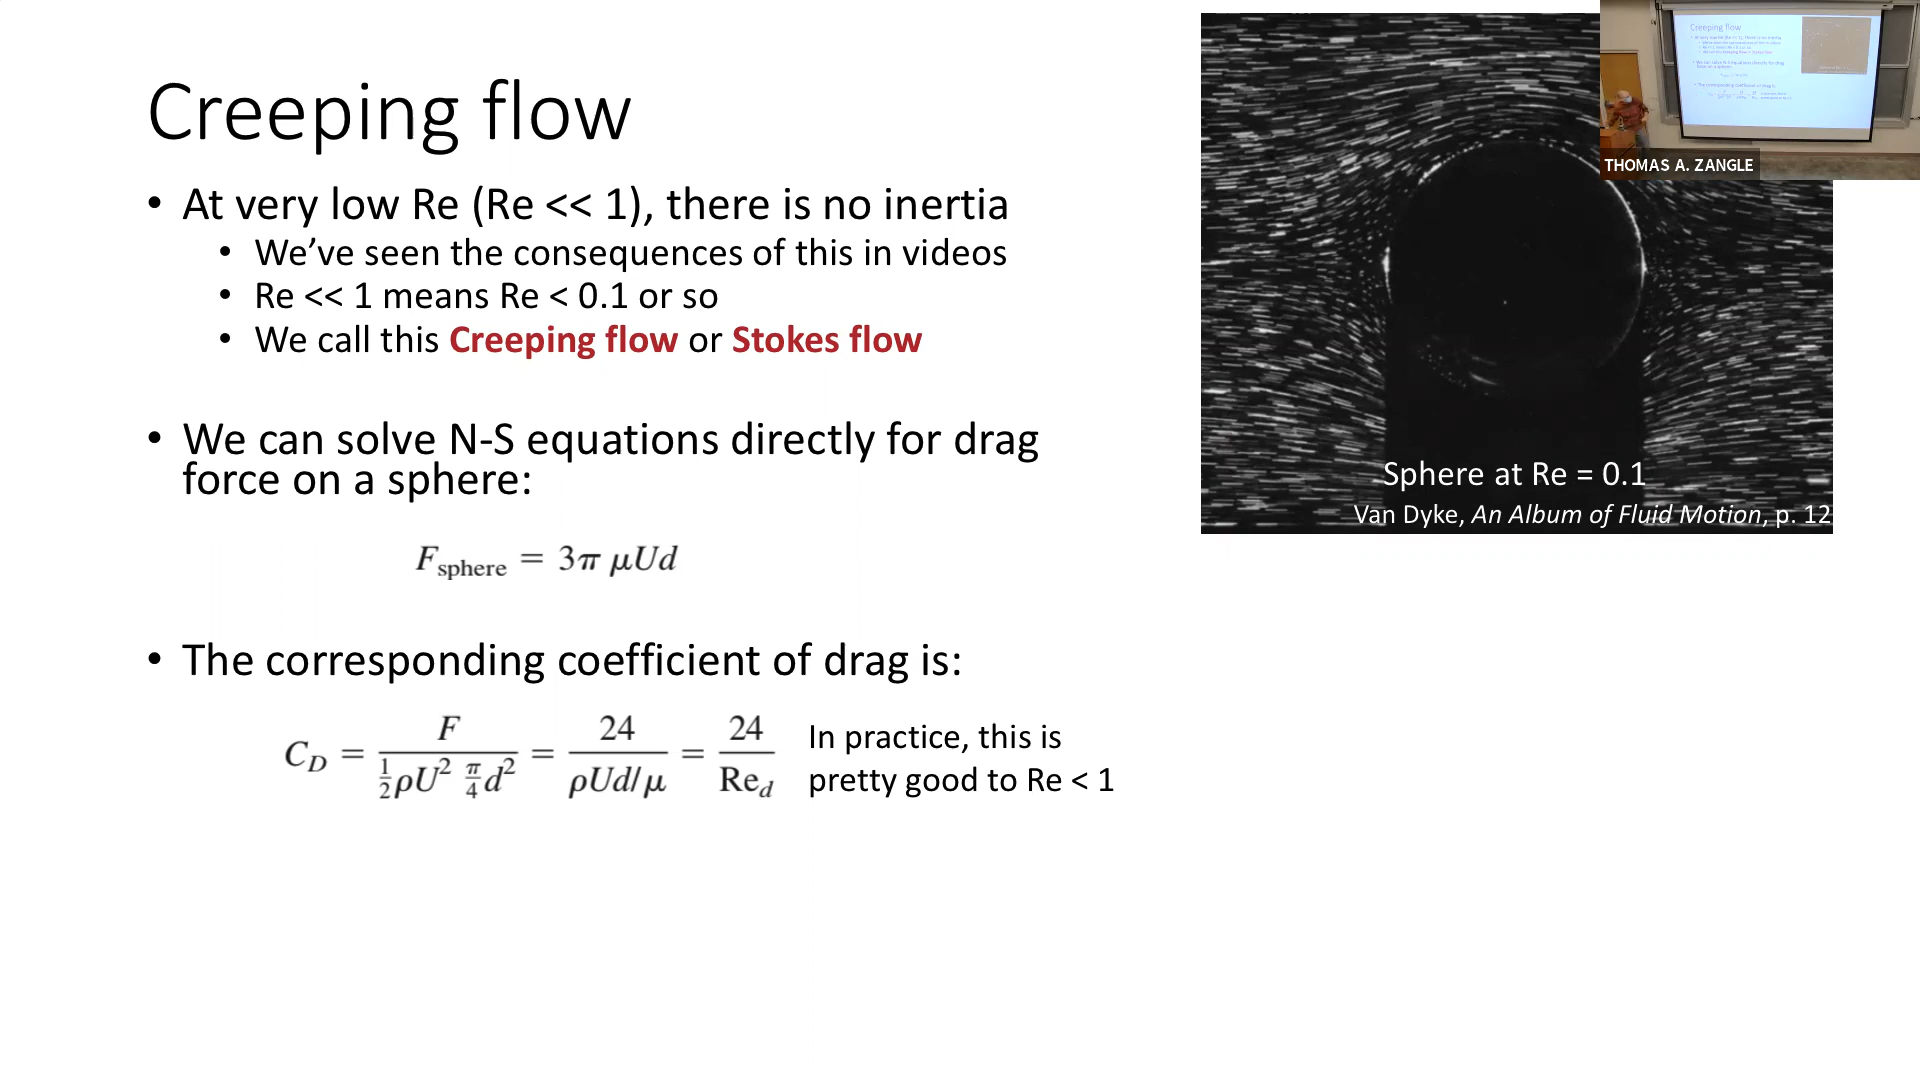 Creeping flow
• At very low Re (Re << 1), there is no inertia
• We’ve seen the consequences of this in videos
• Re << 1 means Re < 0.1 or so
• We call this Creeping flow or Stokes flow
• We can solve N-S equations directly for drag
force on a sphere:
F_sphere = 3π μUd
• The corresponding coefficient of drag is:
C_D = F / (½ρU² π/4 d²) = 24 / (ρUd/μ) = 24 / Re_d
In practice, this is
pretty good to Re < 1
Sphere at Re = 0.1
Van Dyke, An Album of Fluid Motion, p. 12
THOMAS A. ZANGLE
Creeping flow